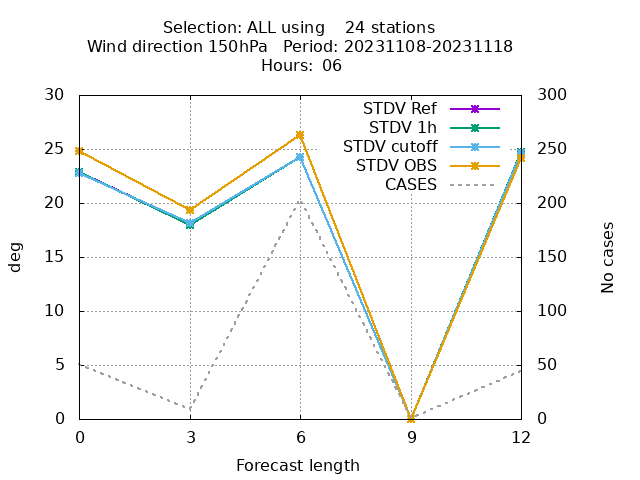 Selection: ALL using    24 stations
Wind direction 150hPa   Period: 20231108-20231118
Hours: 06
STDV Ref
STDV 1h
STDV cutoff
STDV OBS
CASES
30
25
20
15
10
5
0
300
250
200
150
100
50
0
deg
No cases
0 3 6 9 12
Forecast length